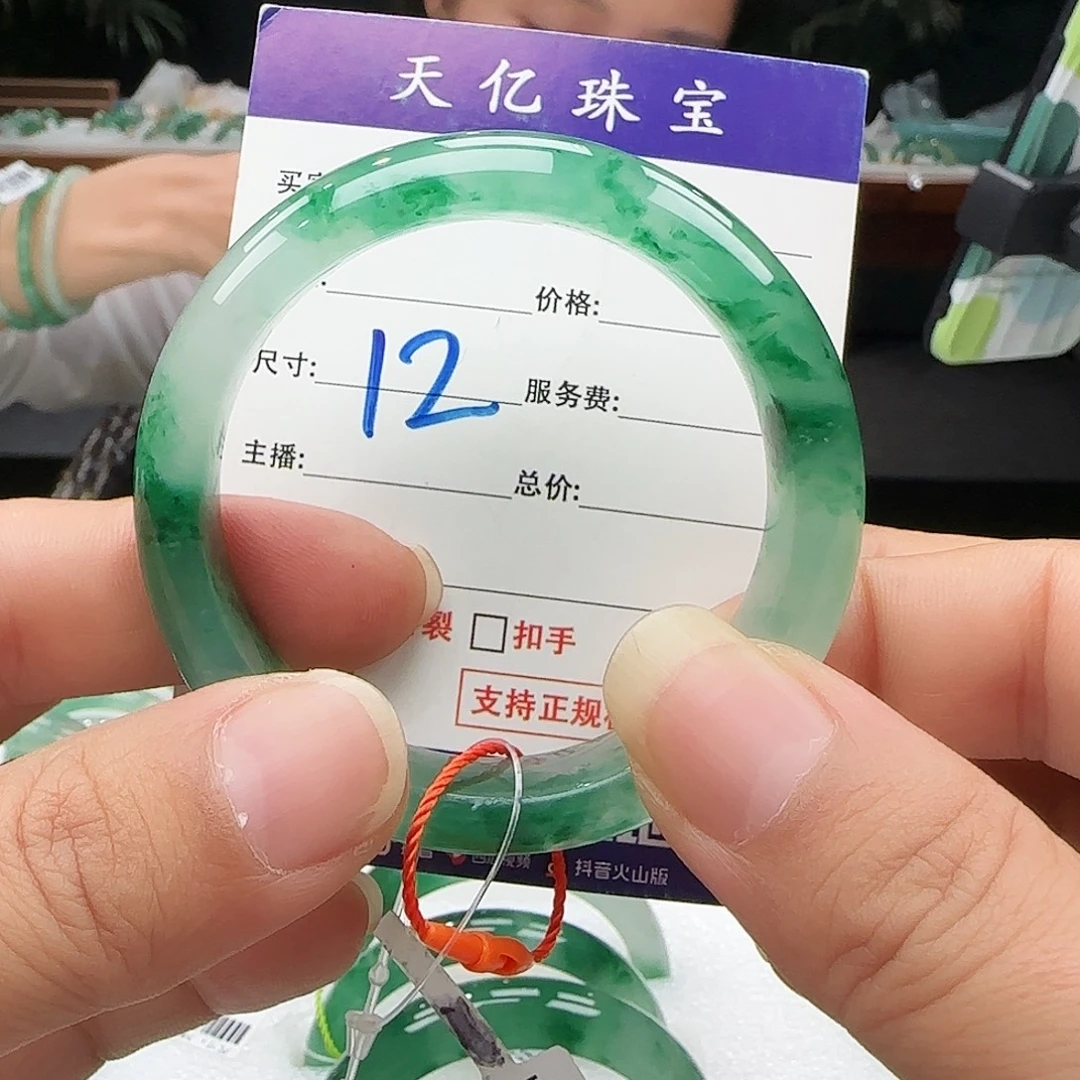 天亿珠宝
买
价格:
尺寸: 12 服务费:
主播: 总价:
裂 扣手
支持正规
抖音火山版